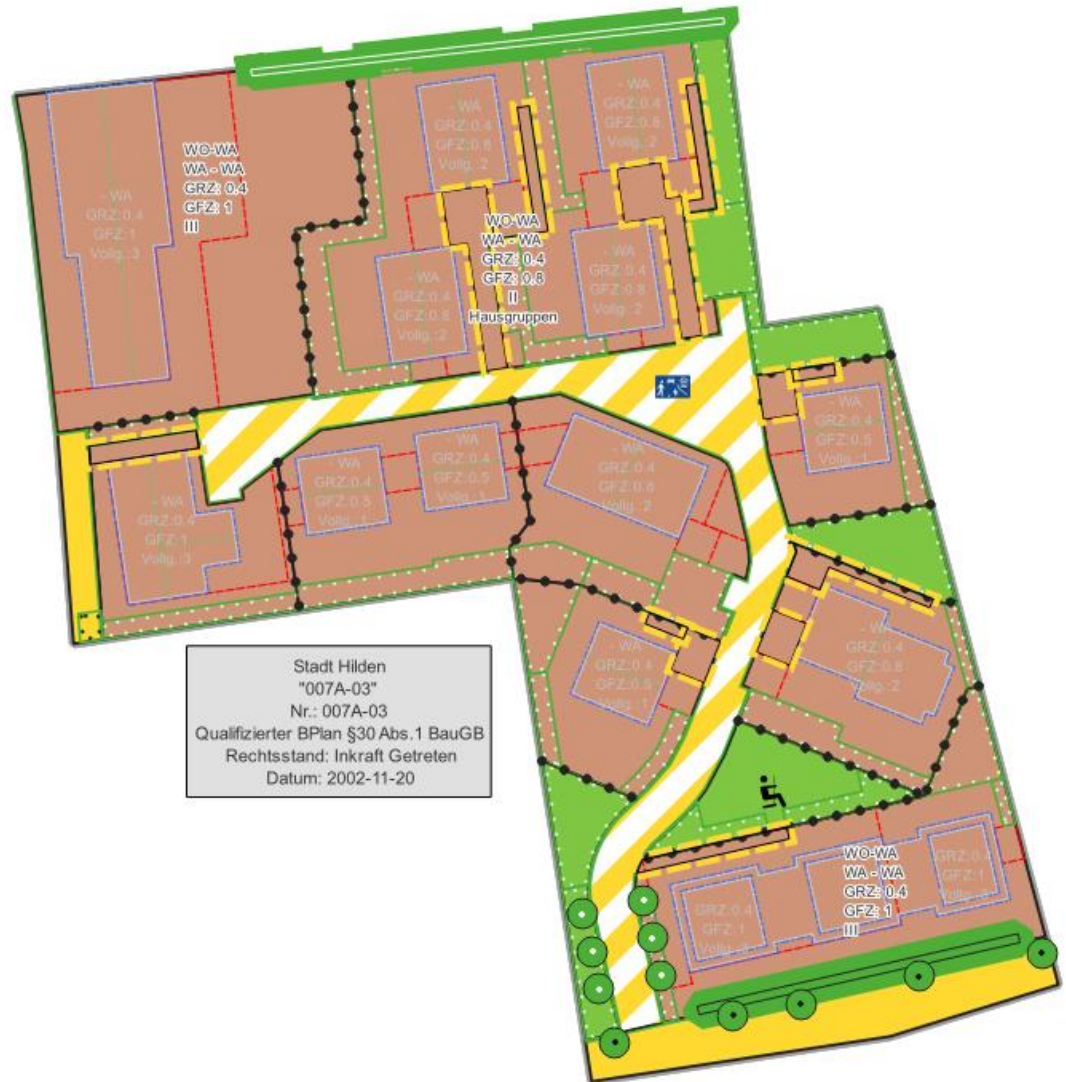 - WA
GRZ:0.4
GFZ:1
Vollg.:3
WO-WA
WA - WA
GRZ: 0.4
GFZ: 1
III
- WA
GRZ:0.4
GFZ:0.8
Vollg.:2
- WA
GRZ:0.4
GFZ:0.8
Vollg.:2
- WA
GRZ:0.4
GFZ:0.8
Vollg.:2
WO-WA
WA - WA
GRZ: 0.4
GFZ: 0.8
II
Hausgruppen
- WA
GRZ:0.4
GFZ:0.8
Vollg.:2
- WA
GRZ:0.4
GFZ:0.5
Vollg.:1
- WA
GRZ:0.4
GFZ:1
Vollg.:3
- WA
GRZ:0.4
GFZ:0.5
- WA
GRZ:0.4
GFZ:0.5
Vollg.:1
- WA
GRZ:0.4
GFZ:0.8
Vollg.:2
- WA
GRZ:0.4
GFZ:0.5
Vollg.:1
- WA
GRZ:0.4
GFZ:0.8
Vollg.:2
Stadt Hilden
"007A-03"
Nr.: 007A-03
Qualifizierter BPlan §30 Abs.1 BauGB
Rechtsstand: Inkraft Getreten
Datum: 2002-11-20
GRZ:0.4
GFZ:1
WO-WA
WA - WA
GRZ: 0.4
GFZ: 1
III
GRZ:0.4
GFZ:1